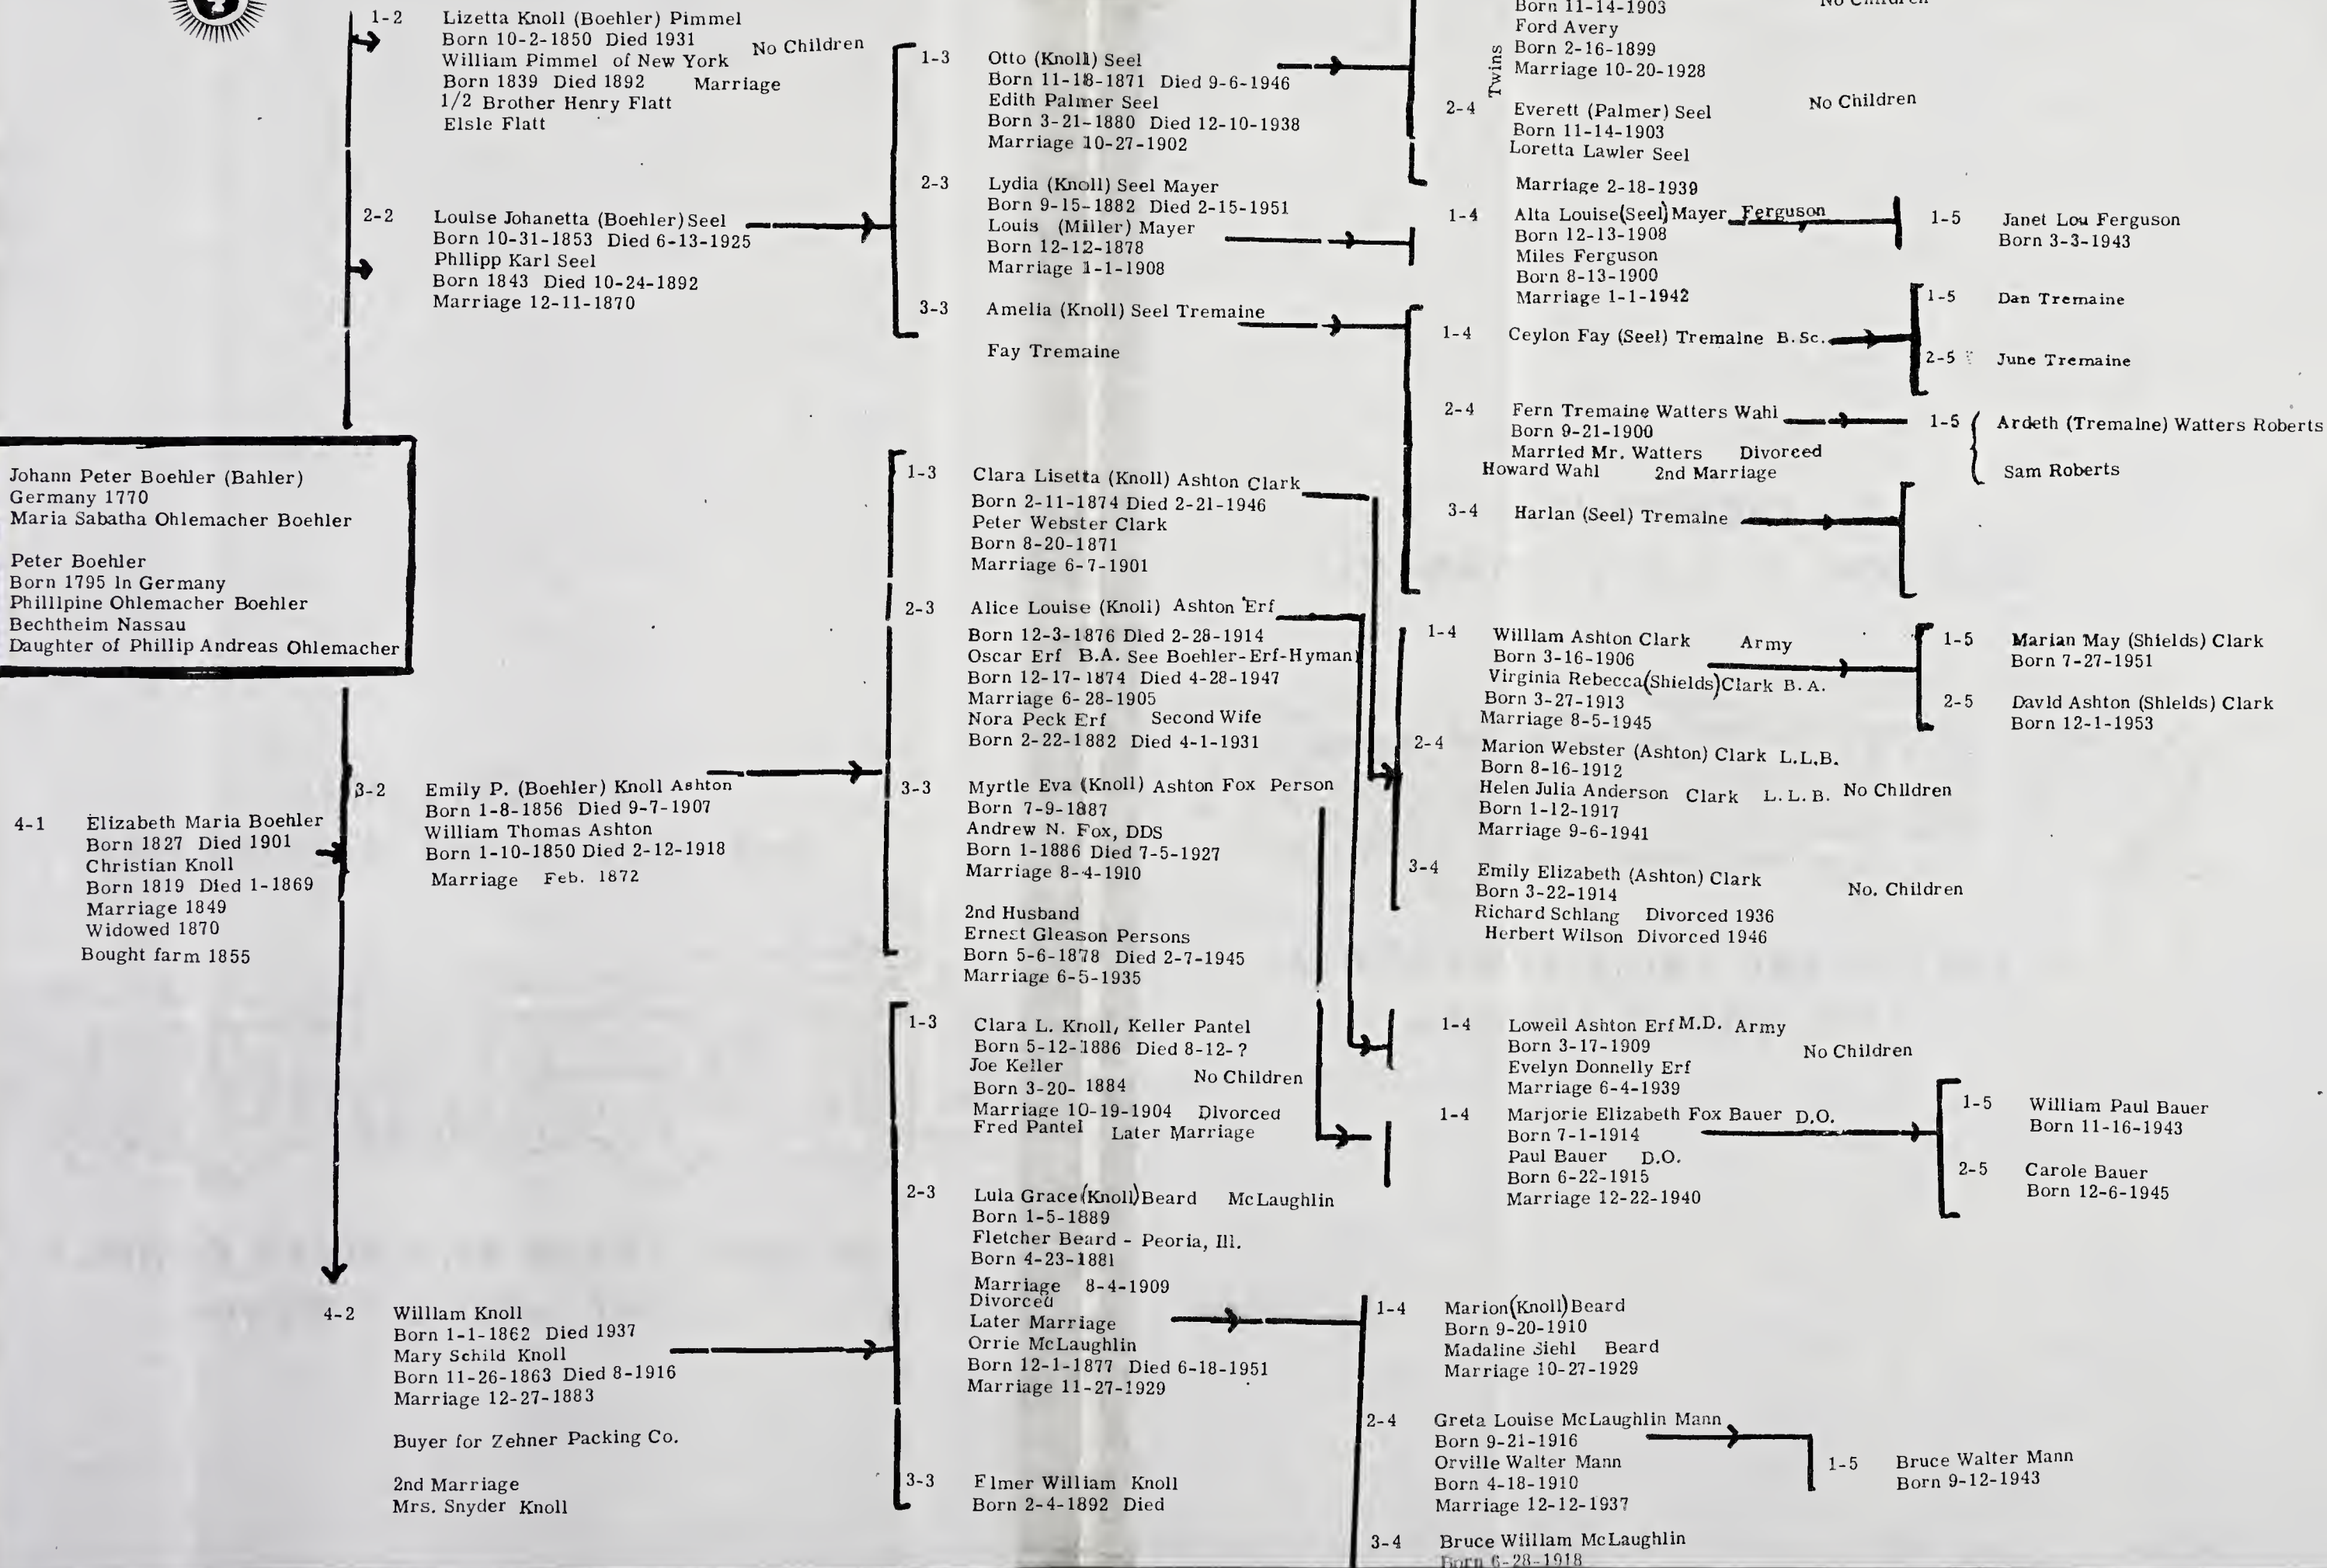 1-2 Lizetta Knoll (Boehler) Pimmel
Born 10-2-1850 Died 1931
No Children
William Pimmel of New York
Born 1839 Died 1892 Marriage
1/2 Brother Henry Flatt
Elsle Flatt
2-2 Louise Johanetta (Boehler) Seel
Born 10-31-1853 Died 6-13-1925
Phllipp Karl Seel
Born 1843 Died 10-24-1892
Marriage 12-11-1870
Johann Peter Boehler (Bahler)
Germany 1770
Maria Sabatha Ohlemacher Boehler
Peter Boehler
Born 1795 In Germany
Philllpine Ohlemacher Boehler
Bechtheim Nassau
Daughter of Phillip Andreas Ohlemacher
4-1 Elizabeth Maria Boehler
Born 1827 Died 1901
Christian Knoll
Born 1819 Died 1-1869
Marriage 1849
Widowed 1870
Bought farm 1855
3-2 Emily P. (Boehler) Knoll Ashton
Born 1-8-1856 Died 9-7-1907
William Thomas Ashton
Born 1-10-1850 Died 2-12-1918
Marriage Feb. 1872
4-2 William Knoll
Born 1-1-1862 Died 1937
Mary Schild Knoll
Born 11-26-1863 Died 8-1916
Marriage 12-27-1883
Buyer for Zehner Packing Co.
2nd Marriage
Mrs. Snyder Knoll
1-3 Otto (Knoll) Seel
Born 11-18-1871 Died 9-6-1946
Edith Palmer Seel
Born 3-21-1880 Died 12-10-1938
Marriage 10-27-1902
2-3 Lydia (Knoll) Seel Mayer
Born 9-15-1882 Died 2-15-1951
Louis (Miller) Mayer
Born 12-12-1878
Marriage 1-1-1908
3-3 Amelia (Knoll) Seel Tremaine
Fay Tremaine
1-3 Clara Lisetta (Knoll) Ashton Clark
Born 2-11-1874 Died 2-21-1946
Peter Webster Clark
Born 8-20-1871
Marriage 6-7-1901
2-3 Alice Louise (Knoll) Ashton Erf
Born 12-3-1876 Died 2-28-1914
Oscar Erf B.A. See Boehler-Erf-Hyman
Born 12-17-1874 Died 4-28-1947
Marriage 6-28-1905
Nora Peck Erf Second Wife
Born 2-22-1882 Died 4-1-1931
3-3 Myrtle Eva (Knoll) Ashton Fox Person
Born 7-9-1887
Andrew N. Fox, DDS
Born 1-1886 Died 7-5-1927
Marriage 8-4-1910
2nd Husband
Ernest Gleason Persons
Born 5-6-1878 Died 2-7-1945
Marriage 6-5-1935
1-3 Clara L. Knoll, Keller Pantel
Born 5-12-1886 Died 8-12-?
Joe Keller
No Children
Born 3-20- 1884
Marriage 10-19-1904 Divorced
Fred Pantel Later Marriage
2-3 Lula Grace (Knoll) Beard McLaughlin
Born 1-5-1889
Fletcher Beard - Peoria, Ill.
Born 4-23-1881
Marriage 8-4-1909
Divorced
Later Marriage
Orrie McLaughlin
Born 12-1-1877 Died 6-18-1951
Marriage 11-27-1929
3-3 Elmer William Knoll
Born 2-4-1892 Died
Born 11-14-1903
No Children
Ford Avery
Born 2-16-1899
Marriage 10-20-1928
Twins
2-4 Everett (Palmer) Seel No Children
Born 11-14-1903
Loretta Lawler Seel
Marriage 2-18-1939
1-4 Alta Louise (Seel) Mayer Ferguson
Born 12-13-1908
Miles Ferguson
Born 8-13-1900
Marriage 1-1-1942
1-4 Ceylon Fay (Seel) Tremalne B.Sc.
2-4 Fern Tremaine Watters Wahl
Born 9-21-1900
Married Mr. Watters Divorced
Howard Wahl 2nd Marriage
3-4 Harlan (Seel) Tremalne
1-4 William Ashton Clark Army
Born 3-16-1906
Virginia Rebecca (Shields) Clark B.A.
Born 3-27-1913
Marriage 8-5-1945
2-4 Marion Webster (Ashton) Clark L.L.B.
Born 8-16-1912
Helen Julia Anderson Clark L.L.B. No Children
Born 1-12-1917
Marriage 9-6-1941
3-4 Emily Elizabeth (Ashton) Clark
Born 3-22-1914 No. Children
Richard Schlang Divorced 1936
Herbert Wilson Divorced 1946
1-4 Lowell Ashton Erf M.D. Army
Born 3-17-1909 No Children
Evelyn Donnelly Erf
Marriage 6-4-1939
1-4 Marjorie Elizabeth Fox Bauer D.O.
Born 7-1-1914
Paul Bauer D.O.
Born 6-22-1915
Marriage 12-22-1940
1-4 Marion (Knoll) Beard
Born 9-20-1910
Madaline Siehl Beard
Marriage 10-27-1929
2-4 Greta Louise McLaughlin Mann
Born 9-21-1916
Orville Walter Mann
Born 4-18-1910
Marriage 12-12-1937
3-4 Bruce William McLaughlin
Born 6-28-1918
1-5 Janet Lou Ferguson
Born 3-3-1943
1-5 Dan Tremaine
2-5 June Tremaine
1-5 Ardeth (Tremalne) Watters Roberts
Sam Roberts
1-5 Marian May (Shields) Clark
Born 7-27-1951
2-5 David Ashton (Shlelds) Clark
Born 12-1-1953
1-5 William Paul Bauer
Born 11-16-1943
2-5 Carole Bauer
Born 12-6-1945
1-5 Bruce Walter Mann
Born 9-12-1943